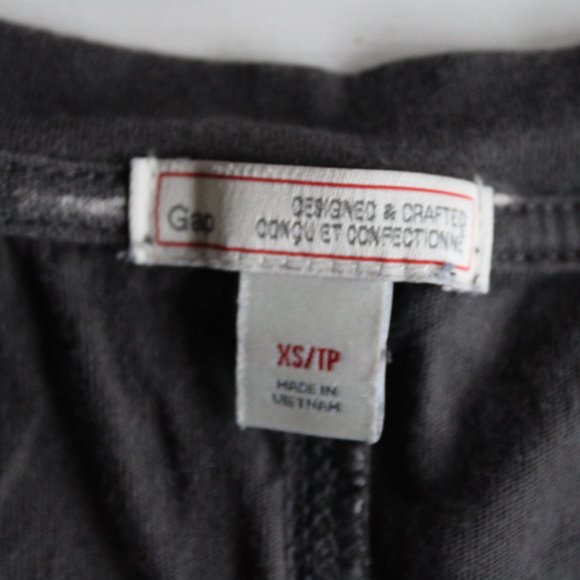 Gap
DESIGNED & CRAFTED
CONÇU ET CONFECTIONNÉ
XS/TP
MADE IN
VIETNAM